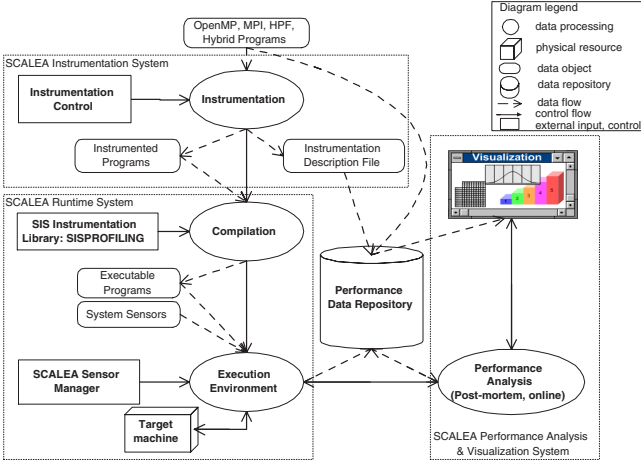 OpenMP, MPI, HPF,
Hybrid Programs
Diagram legend
data processing
physical resource
data object
data repository
data flow
control flow
external input, control
SCALEA Instrumentation System
Instrumentation
Control
Instrumentation
Instrumented
Programs
Instrumentation
Description File
Visualization
SCALEA Runtime System
SIS Instrumentation
Library: SISPROFILING
Compilation
Executable
Programs
System Sensors
Performance
Data Repository
SCALEA Sensor
Manager
Execution
Environment
Target
machine
Performance
Analysis
(Post-mortem, online)
SCALEA Performance Analysis
& Visualization System